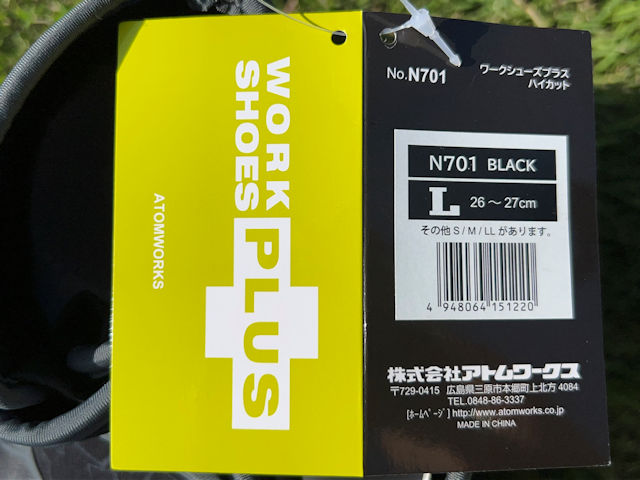 WORK
SHOES
PLUS
ATOMWORKS
No.N701
ワークシューズプラス
ハイカット
N701 BLACK
L 26～27cm
その他 S / M / LL があります。
4 948064 151220
株式会社アトムワークス
〒729-0415 広島県三原市本郷町上北方 4084
TEL.0848-86-3337
[ﾎｰﾑﾍﾟｰｼﾞ] http://www.atomworks.co.jp
MADE IN CHINA